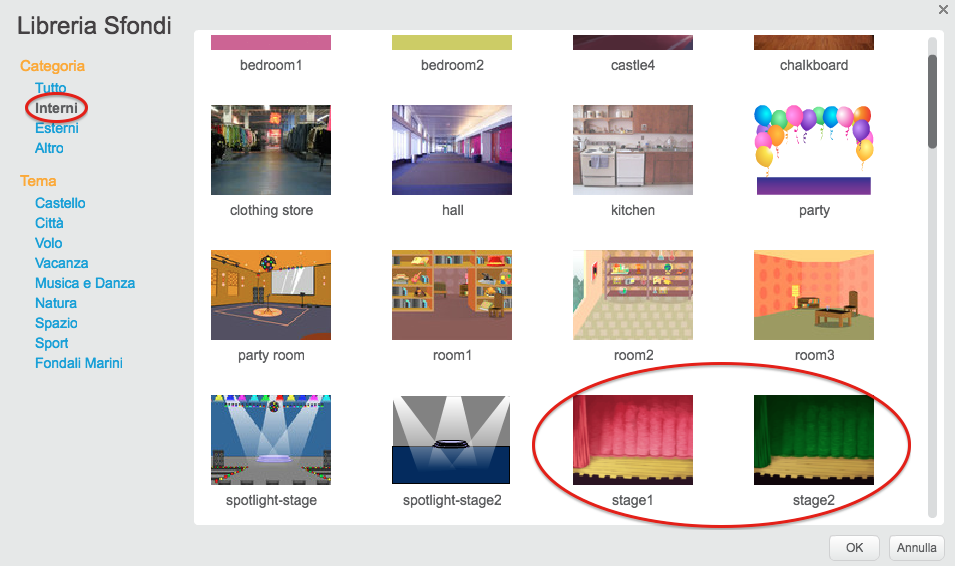 Libreria Sfondi
Categoria
Tutto
Interni
Esterni
Altro
Tema
Castello
Città
Volo
Vacanza
Musica e Danza
Natura
Spazio
Sport
Fondali Marini
bedroom1
bedroom2
castle4
chalkboard
clothing store
hall
kitchen
party
party room
room1
room2
room3
spotlight-stage
spotlight-stage2
stage1
stage2
OK
Annulla